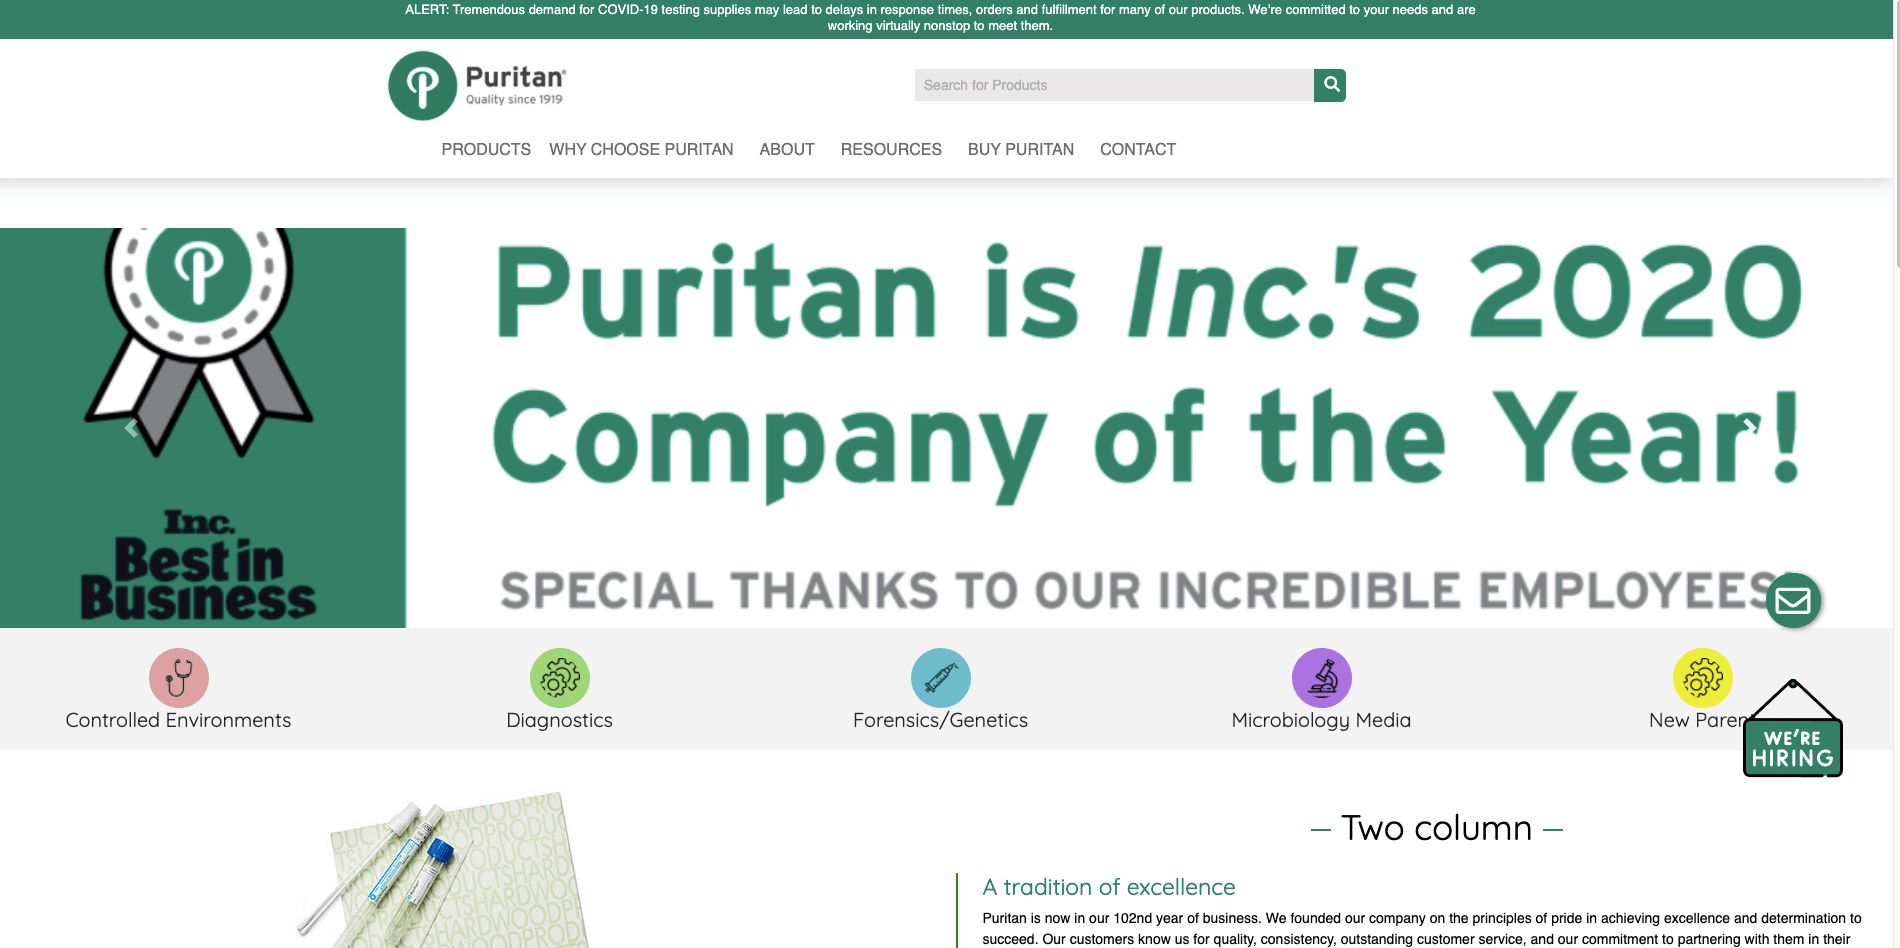 ALERT: Tremendous demand for COVID-19 testing supplies may lead to delays in response times, orders and fulfillment for many of our products. We're committed to your needs and are
working virtually nonstop to meet them.
Puritan®
Quality since 1919
Search for Products
PRODUCTS WHY CHOOSE PURITAN ABOUT RESOURCES BUY PURITAN CONTACT
Puritan is Inc.'s 2020
Company of the Year!
Inc.
Best in
Business
SPECIAL THANKS TO OUR INCREDIBLE EMPLOYEES
Controlled Environments
Diagnostics
Forensics/Genetics
Microbiology Media
New Paren
WE'RE
HIRING
Two column
A tradition of excellence
Puritan is now in our 102nd year of business. We founded our company on the principles of pride in achieving excellence and determination to
succeed. Our customers know us for quality, consistency, outstanding customer service, and our commitment to partnering with them in their